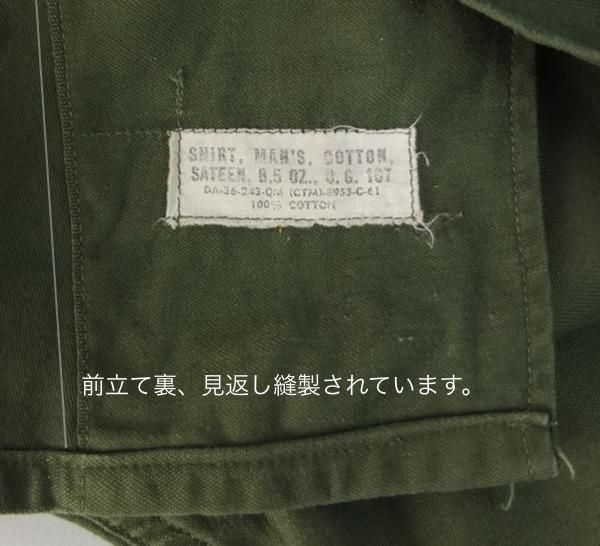 SHIRT, MAN'S, COTTON,
SATEEN, 8.5 OZ., O. G. 107
DA-36-243-QM (CTM)-8953-C-61
100% COTTON
前立て裏、見返し縫製されています。